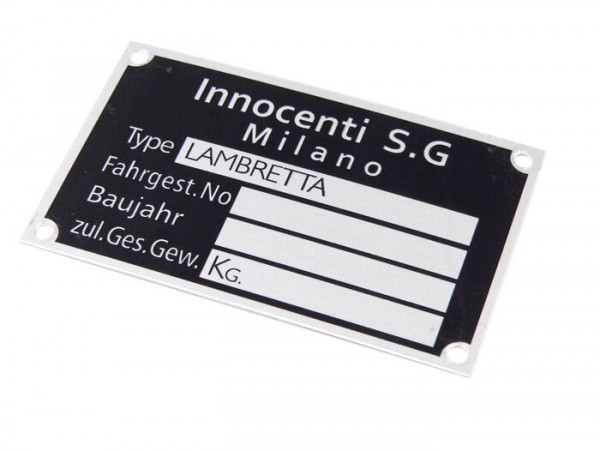 Innocenti S.G
Milano
Type LAMBRETTA
Fahrgest.No
Baujahr
zul.Ges.Gew. KG.